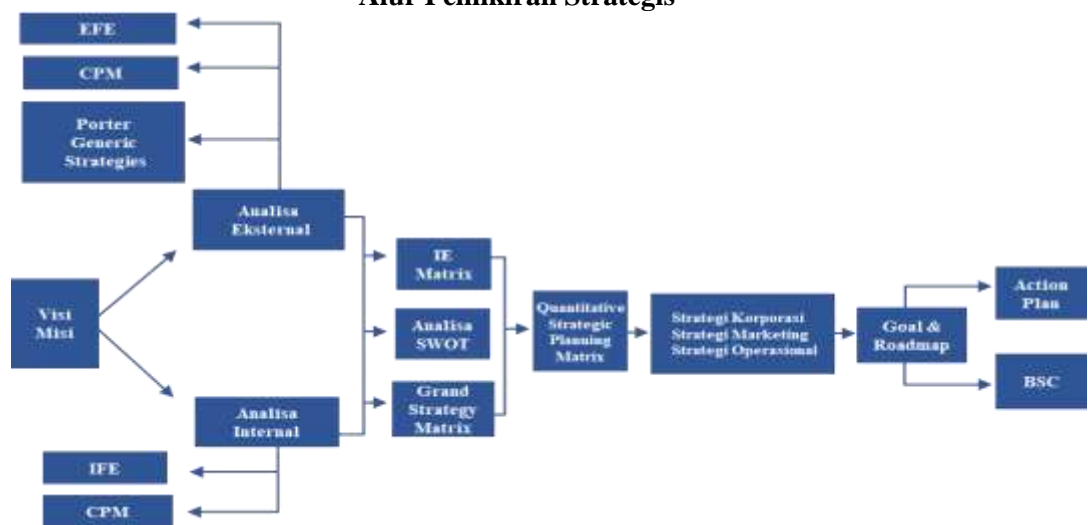 Alur Pemikiran Strategis
EFE
CPM
Porter
Generic
Strategies
Analisa
Eksternal
Visi
Misi
Analisa
Internal
IFE
CPM
IE
Matrix
Analisa
SWOT
Grand
Strategy
Matrix
Quantitative
Strategic
Planning
Matrix
Strategi Korporasi
Strategi Marketing
Strategi Operasional
Goal &
Roadmap
Action
Plan
BSC